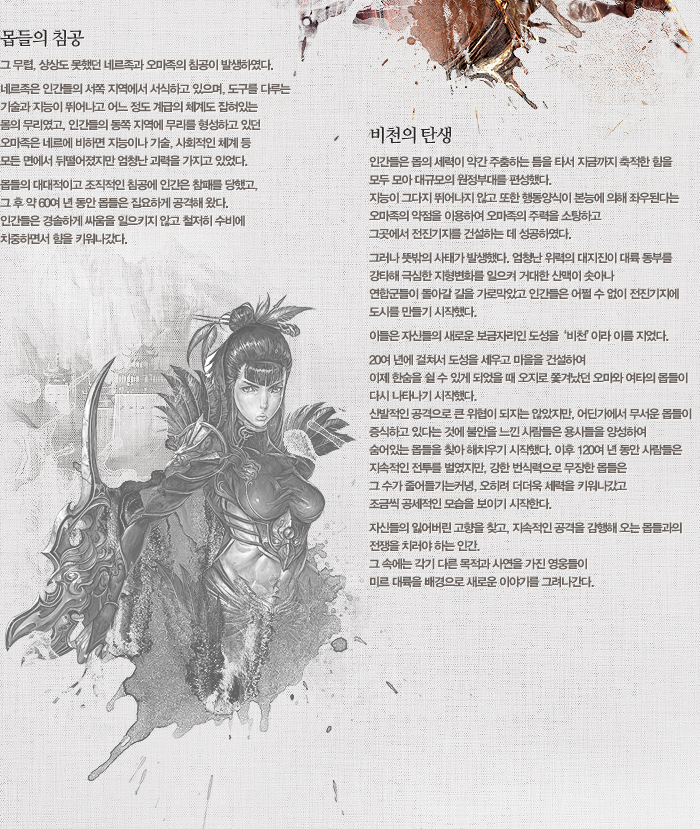 몹들의 침공
그 무렵, 상상도 못했던 네르족과 오마족의 침공이 발생하였다.
네르족은 인간들의 서쪽 지역에서 서식하고 있으며, 도구를 다루는
기술과 지능이 뛰어나고 어느 정도 계급의 체계도 잡혀있는
몹의 무리였고, 인간들의 동쪽 지역에 무리를 형성하고 있던
오마족은 네르에 비하면 지능이나 기술, 사회적인 체계 등
모든 면에서 뒤떨어졌지만 엄청난 괴력을 가지고 있었다.
몹들의 대대적이고 조직적인 침공에 인간은 참패를 당했고,
그 후 약 60여 년 동안 몹들은 집요하게 공격해 왔다.
인간들은 경솔하게 싸움을 일으키지 않고 철저히 수비에
치중하면서 힘을 키워나갔다.
비천의 탄생
인간들은 몹의 세력이 약간 주춤하는 틈을 타서 지금까지 축적한 힘을
모두 모아 대규모의 원정부대를 편성했다.
지능이 그다지 뛰어나지 않고 또한 행동양식이 본능에 의해 좌우된다는
오마족의 약점을 이용하여 오마족의 주력을 소탕하고
그곳에서 전진기지를 건설하는 데 성공하였다.
그러나 뜻밖의 사태가 발생했다. 엄청난 위력의 대지진이 대륙 동부를
강타해 극심한 지형변화를 일으켜 거대한 산맥이 솟아나
연합군들이 돌아갈 길을 가로막았고 인간들은 어쩔 수 없이 전진기지에
도시를 만들기 시작했다.
이들은 자신들의 새로운 보금자리인 도성을 '비천'이라 이름 지었다.
20여 년에 걸쳐서 도성을 세우고 마을을 건설하여
이제 한숨을 쉴 수 있게 되었을 때 오지로 쫓겨났던 오마와 여타의 몹들이
다시 나타나기 시작했다.
산발적인 공격으로 큰 위협이 되지는 않았지만, 어딘가에서 무서운 몹들이
증식하고 있다는 것에 불안을 느낀 사람들은 용사들을 양성하여
숨어있는 몹들을 찾아 해치우기 시작했다. 이후 120여 년 동안 사람들은
지속적인 전투를 벌였지만, 강한 번식력으로 무장한 몹들은
그 수가 줄어들기는커녕, 오히려 더더욱 세력을 키워나갔고
조금씩 공세적인 모습을 보이기 시작한다.
자신들의 잃어버린 고향을 찾고, 지속적인 공격을 감행해 오는 몹들과의
전쟁을 치러야 하는 인간.
그 속에는 각기 다른 목적과 사연을 가진 영웅들이
미르 대륙을 배경으로 새로운 이야기를 그려나간다.